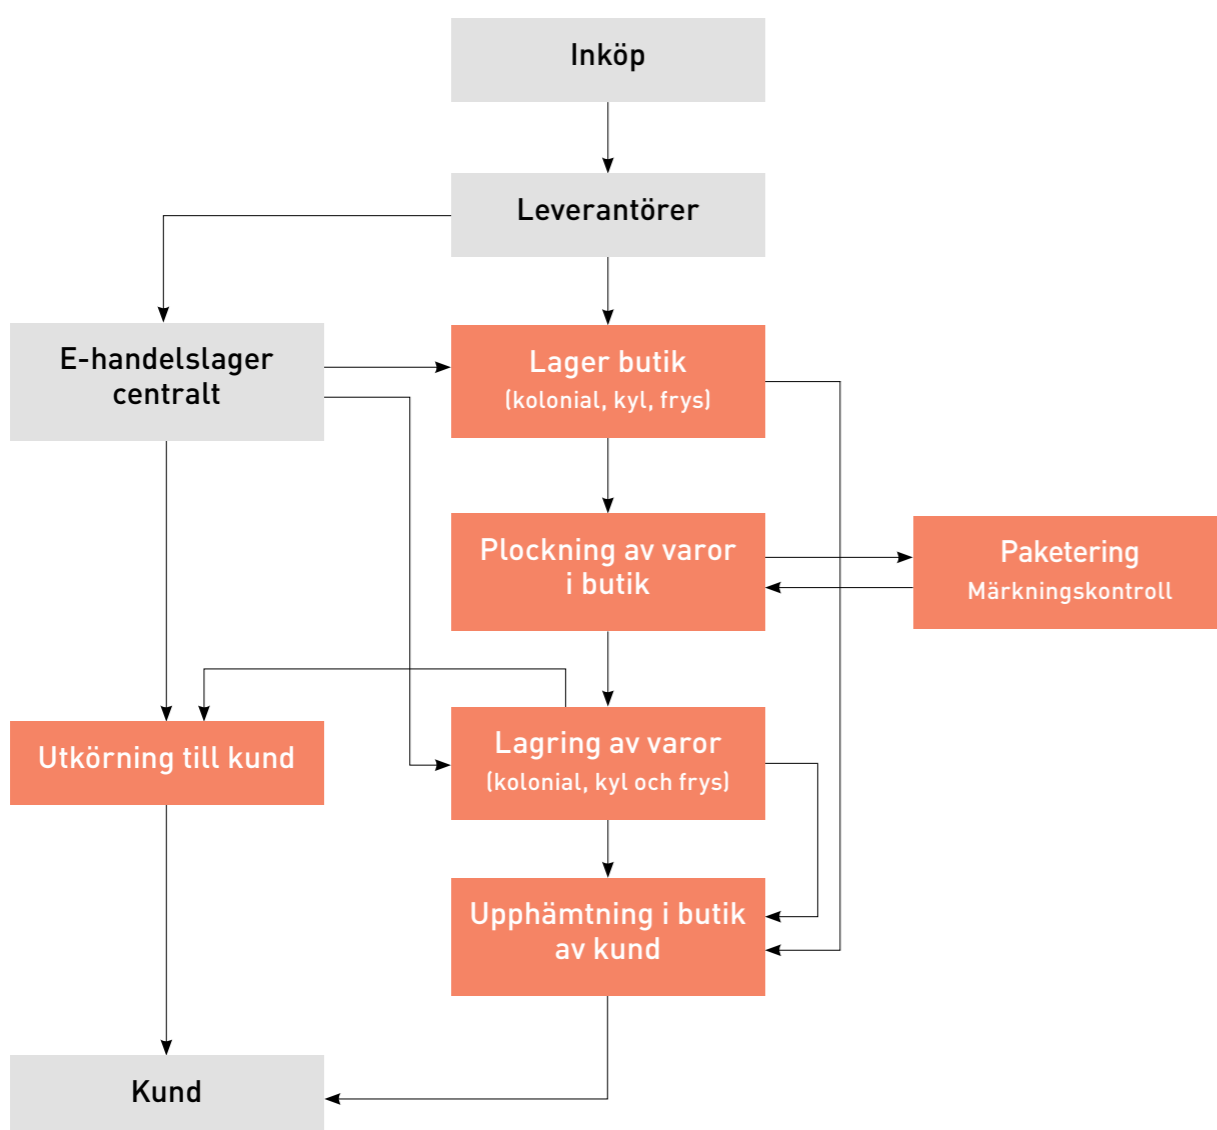 Inköp
Leverantörer
E-handelslager
centralt
Lager butik
(kolonial, kyl, frys)
Plockning av varor
i butik
Paketering
Märkningskontroll
Utkörning till kund
Lagring av varor
(kolonial, kyl och frys)
Upphämtning i butik
av kund
Kund